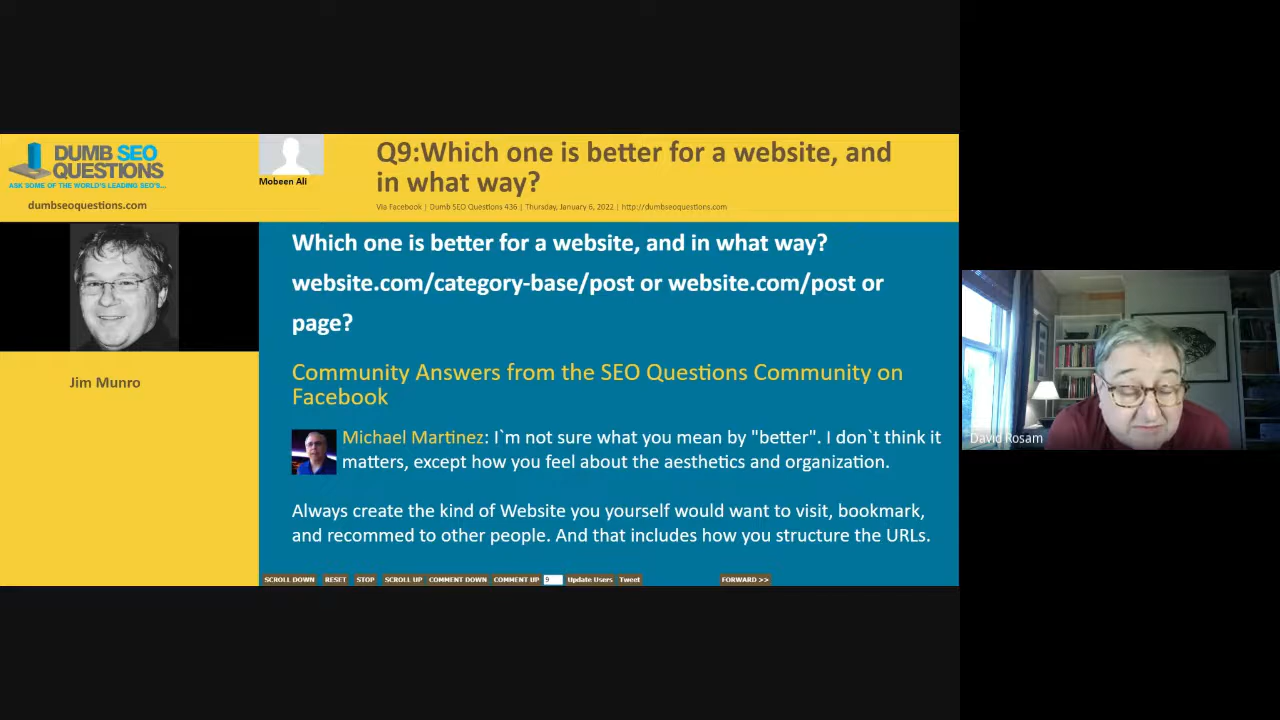 DUMB SEO
QUESTIONS
ASK SOME OF THE WORLD'S LEADING SEO'S...
dumbseoquestions.com
Mobeen Ali
Q9:Which one is better for a website, and
in what way?
Via Facebook | Dumb SEO Questions 436 | Thursday, January 6, 2022 | http://dumbseoquestions.com
Jim Munro
Which one is better for a website, and in what way?
website.com/category-base/post or website.com/post or
page?
Community Answers from the SEO Questions Community on
Facebook
Michael Martinez: I`m not sure what you mean by "better". I don`t think it
matters, except how you feel about the aesthetics and organization.
Always create the kind of Website you yourself would want to visit, bookmark,
and recommed to other people. And that includes how you structure the URLs.
SCROLL DOWN RESET STOP SCROLL UP COMMENT DOWN COMMENT UP 9 Update Users Tweet FORWARD >>
David Rosam